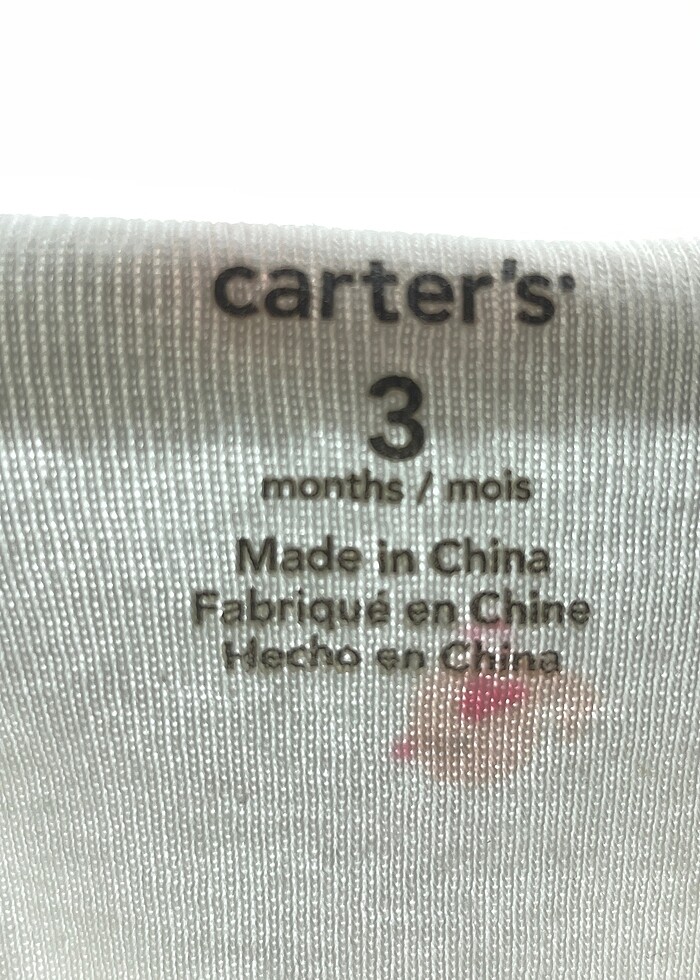 carter's
3
months / mois
Made in China
Fabriqué en Chine
Hecho en China